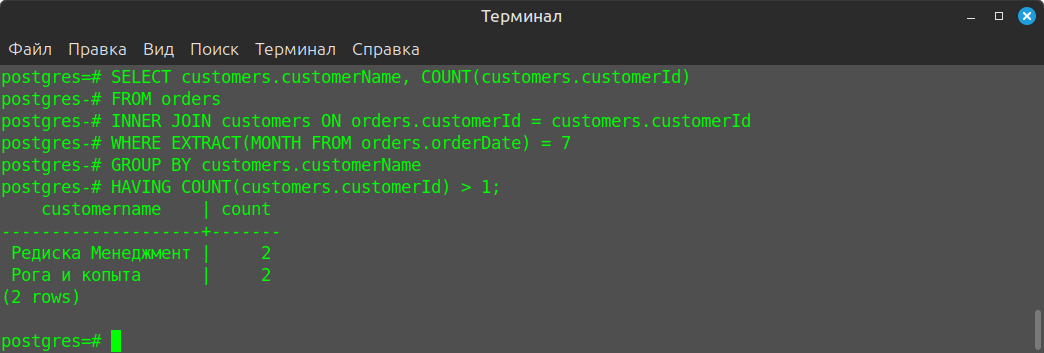 Терминал
Файл Правка Вид Поиск Терминал Справка
postgres=# SELECT customers.customerName, COUNT(customers.customerId)
postgres-# FROM orders
postgres-# INNER JOIN customers ON orders.customerId = customers.customerId
postgres-# WHERE EXTRACT(MONTH FROM orders.orderDate) = 7
postgres-# GROUP BY customers.customerName
postgres-# HAVING COUNT(customers.customerId) > 1;
    customername    | count
--------------------+-------
 Редиска Менеджмент |     2
 Рога и копыта      |     2
(2 rows)
postgres=#